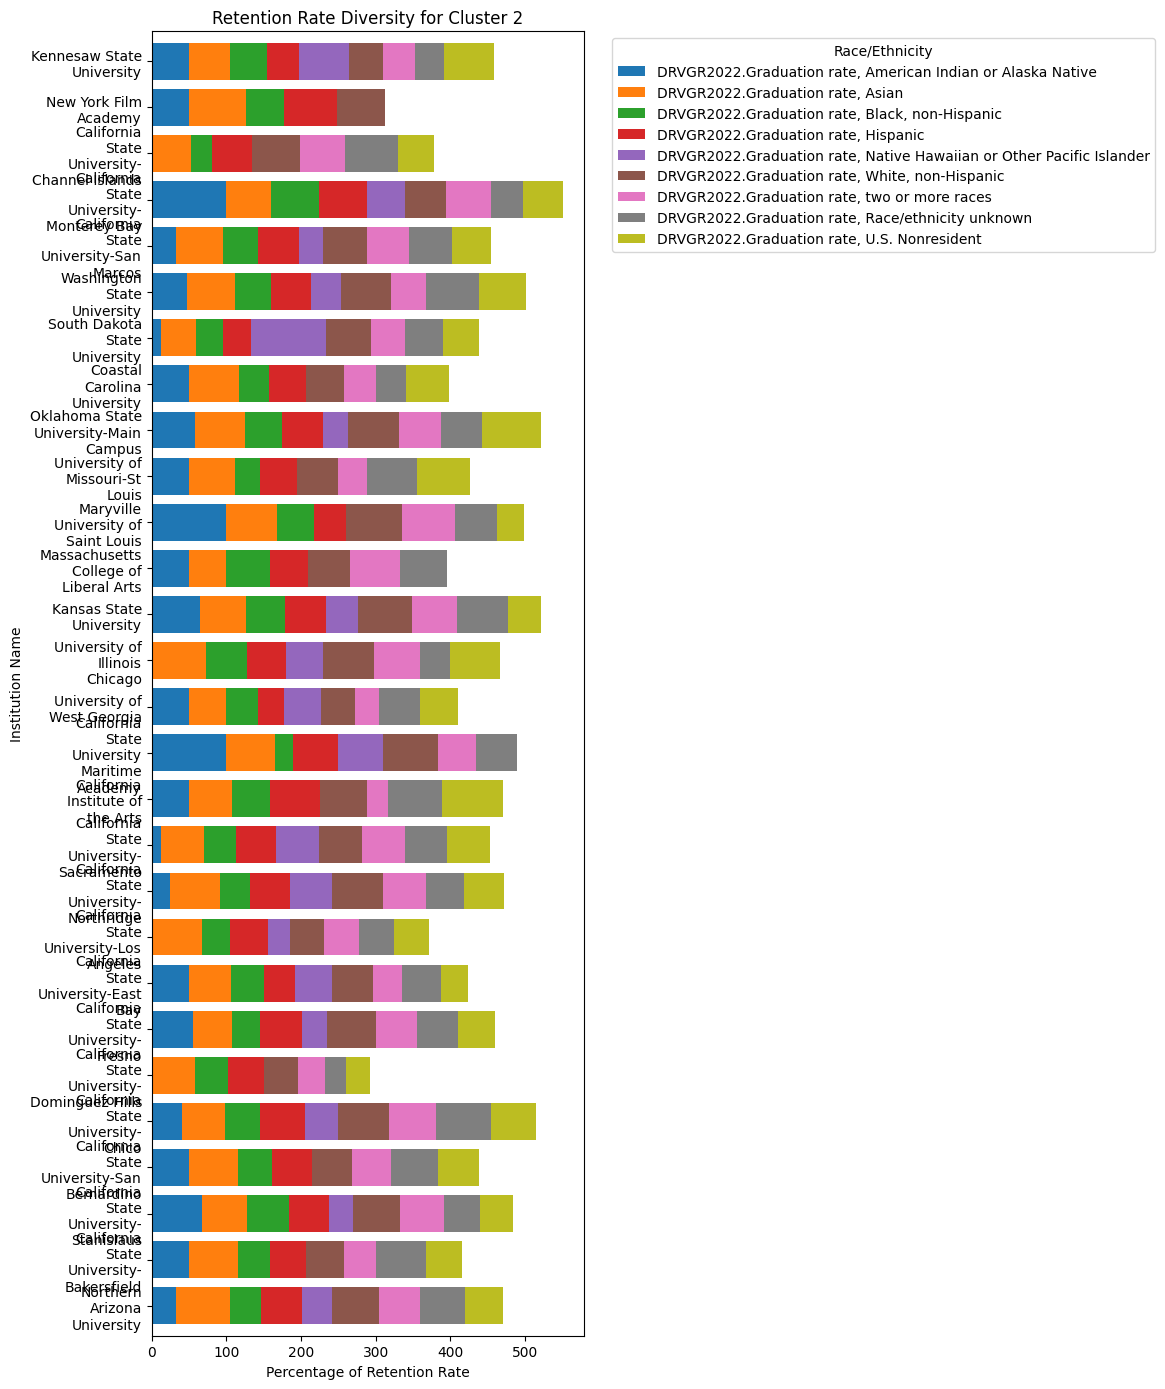 Retention Rate Diversity for Cluster 2
Race/Ethnicity
DRVGR2022.Graduation rate, American Indian or Alaska Native
DRVGR2022.Graduation rate, Asian
DRVGR2022.Graduation rate, Black, non-Hispanic
DRVGR2022.Graduation rate, Hispanic
DRVGR2022.Graduation rate, Native Hawaiian or Other Pacific Islander
DRVGR2022.Graduation rate, White, non-Hispanic
DRVGR2022.Graduation rate, two or more races
DRVGR2022.Graduation rate, Race/ethnicity unknown
DRVGR2022.Graduation rate, U.S. Nonresident
Institution Name
Kennesaw State
University
New York Film
Academy
California
State
University-
Channel Islands
California
State
University-
Monterey Bay
California
State
University-San
Marcos
Washington
State
University
South Dakota
State
University
Coastal
Carolina
University
Oklahoma State
University-Main
Campus
University of
Missouri-St
Louis
Maryville
University of
Saint Louis
Massachusetts
College of
Liberal Arts
Kansas State
University
University of
Illinois
Chicago
University of
West Georgia
California
State
University
Maritime
Academy
California
Institute of
the Arts
California
State
University-
Sacramento
California
State
University-
Northridge
California
State
University-Los
Angeles
California
State
University-East
Bay
California
State
University-
Fresno
California
State
University-
Dominguez Hills
California
State
University-
Chico
California
State
University-San
Bernardino
California
State
University-
Stanislaus
California
State
University-
Bakersfield
Northern
Arizona
University
0 100 200 300 400 500
Percentage of Retention Rate